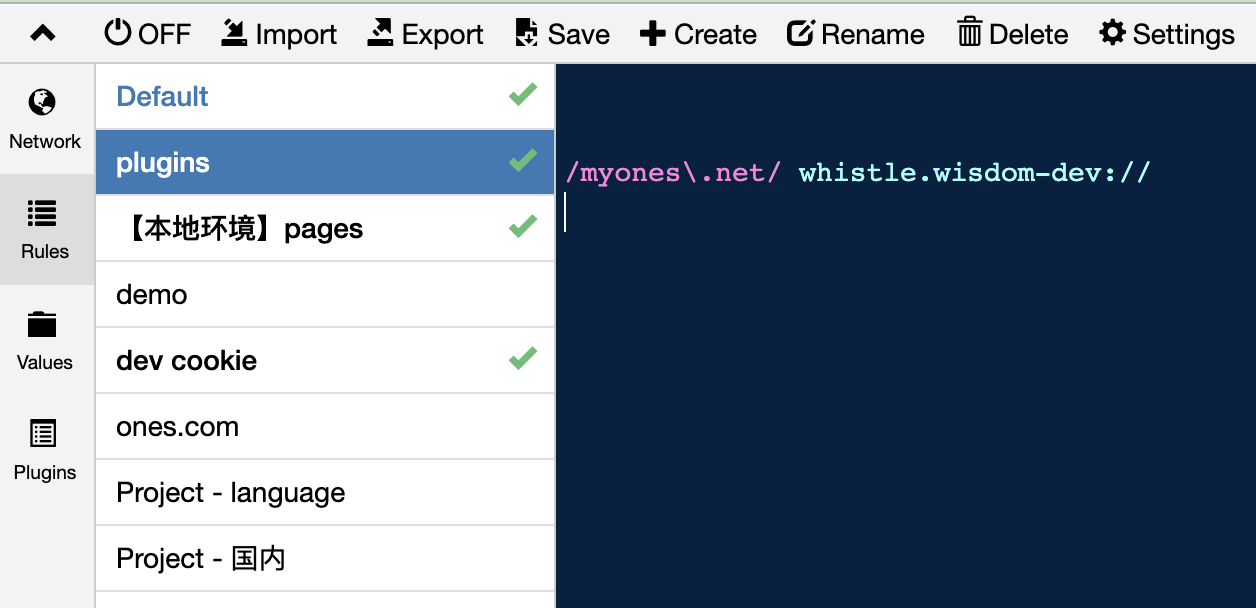 OFF Import Export Save Create Rename Delete Settings
Network
Rules
Values
Plugins
Default
plugins
【本地环境】pages
demo
dev cookie
ones.com
Project - language
Project - 国内
/myones\.net/ whistle.wisdom-dev://